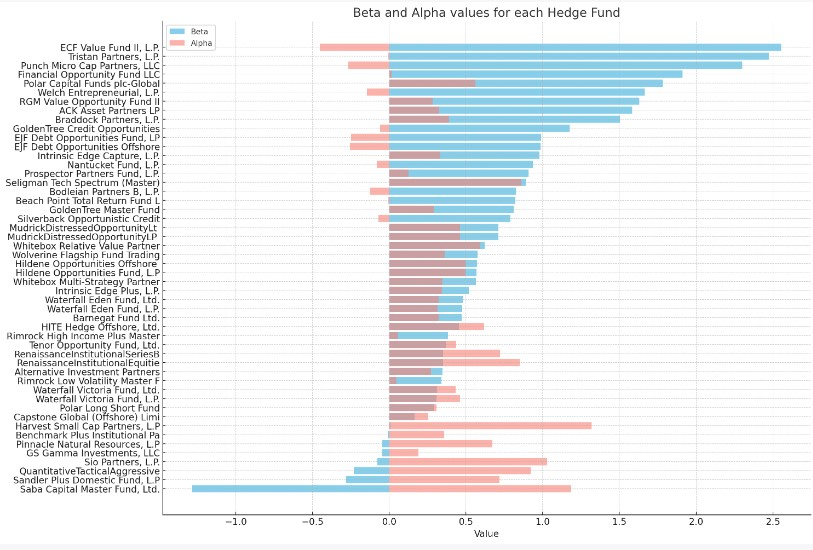 Beta and Alpha values for each Hedge Fund
Beta
Alpha
ECF Value Fund II, L.P.
Tristan Partners, L.P.
Punch Micro Cap Partners, LLC
Financial Opportunity Fund LLC
Polar Capital Funds plc-Global
Welch Entrepreneurial, L.P.
RGM Value Opportunity Fund II
ACK Asset Partners LP
Braddock Partners, L.P.
GoldenTree Credit Opportunities
EJF Debt Opportunities Fund, LP
EJF Debt Opportunities Offshore
Intrinsic Edge Capture, L.P.
Nantucket Fund, L.P.
Prospector Partners Fund, L.P.
Seligman Tech Spectrum (Master)
Bodleian Partners B, L.P.
Beach Point Total Return Fund L
GoldenTree Master Fund
Silverback Opportunistic Credit
MudrickDistressedOpportunityLt
MudrickDistressedOpportunityLP
Whitebox Relative Value Partner
Wolverine Flagship Fund Trading
Hildene Opportunities Offshore
Hildene Opportunities Fund, L.P
Whitebox Multi-Strategy Partner
Intrinsic Edge Plus, L.P.
Waterfall Eden Fund, Ltd.
Waterfall Eden Fund, L.P.
Barnegat Fund Ltd.
HITE Hedge Offshore, Ltd.
Rimrock High Income Plus Master
Tenor Opportunity Fund, Ltd.
RenaissanceInstitutionalSeriesB
RenaissanceInstitutionalEquitie
Alternative Investment Partners
Rimrock Low Volatility Master F
Waterfall Victoria Fund, Ltd.
Waterfall Victoria Fund, L.P.
Polar Long Short Fund
Capstone Global (Offshore) Limi
Harvest Small Cap Partners, L.P
Benchmark Plus Institutional Pa
Pinnacle Natural Resources, L.P
GS Gamma Investments, LLC
Sio Partners, L.P.
QuantitativeTacticalAggressive
Sandler Plus Domestic Fund, L.P
Saba Capital Master Fund, Ltd.
−1.0 −0.5 0.0 0.5 1.0 1.5 2.0 2.5
Value